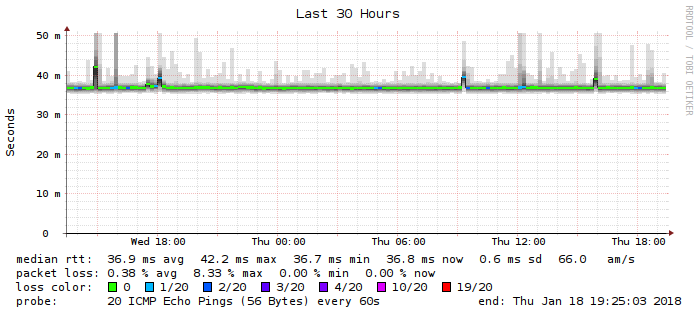 Last 30 Hours
RRDTOOL / TOBI OETIKER
Seconds
50 m
40 m
30 m
20 m
10 m
0
Wed 18:00 Thu 00:00 Thu 06:00 Thu 12:00 Thu 18:00
median rtt: 36.9 ms avg 42.2 ms max 36.7 ms min 36.8 ms now 0.6 ms sd 66.0 am/s
packet loss: 0.38 % avg 8.33 % max 0.00 % min 0.00 % now
loss color: 0 1/20 2/20 3/20 4/20 10/20 19/20
probe: 20 ICMP Echo Pings (56 Bytes) every 60s end: Thu Jan 18 19:25:03 2018